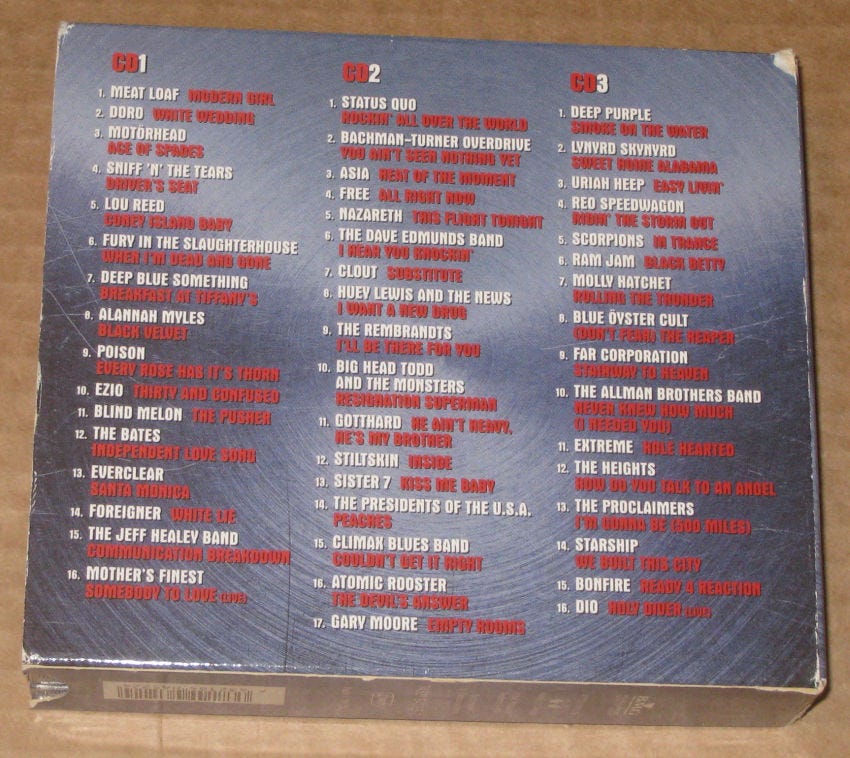 CD1
1. MEAT LOAF MODERN GIRL
2. DORO WHITE WEDDING
3. MOTÖRHEAD
ACE OF SPADES
4. SNIFF 'N' THE TEARS
DRIVER'S SEAT
5. LOU REED
CONEY ISLAND BABY
6. FURY IN THE SLAUGHTERHOUSE
WHEN I'M DEAD AND GONE
7. DEEP BLUE SOMETHING
BREAKFAST AT TIFFANY'S
8. ALANNAH MYLES
BLACK VELVET
9. POISON
EVERY ROSE HAS IT'S THORN
10. EZIO THIRTY AND CONFUSED
11. BLIND MELON THE PUSHER
12. THE BATES
INDEPENDENT LOVE SONG
13. EVERCLEAR
SANTA MONICA
14. FOREIGNER WHITE LIE
15. THE JEFF HEALEY BAND
COMMUNICATION BREAKDOWN
16. MOTHER'S FINEST
SOMEBODY TO LOVE (LIVE)
CD2
1. STATUS QUO
ROCKIN' ALL OVER THE WORLD
2. BACHMAN-TURNER OVERDRIVE
YOU AIN'T SEEN NOTHING YET
3. ASIA HEAT OF THE MOMENT
4. FREE ALL RIGHT NOW
5. NAZARETH THIS FLIGHT TONIGHT
6. THE DAVE EDMUNDS BAND
I HEAR YOU KNOCKIN'
7. CLOUT SUBSTITUTE
8. HUEY LEWIS AND THE NEWS
I WANT A NEW DRUG
9. THE REMBRANDTS
I'LL BE THERE FOR YOU
10. BIG HEAD TODD
AND THE MONSTERS
RESIGNATION SUPERMAN
11. GOTTHARD HE AIN'T HEAVY,
HE'S MY BROTHER
12. STILTSKIN INSIDE
13. SISTER 7 KISS ME BABY
14. THE PRESIDENTS OF THE U.S.A.
PEACHES
15. CLIMAX BLUES BAND
COULDN'T GET IT RIGHT
16. ATOMIC ROOSTER
THE DEVIL'S ANSWER
17. GARY MOORE EMPTY ROOMS
CD3
1. DEEP PURPLE
SMOKE ON THE WATER
2. LYNYRD SKYNYRD
SWEET HOME ALABAMA
3. URIAH HEEP EASY LIVIN'
4. REO SPEEDWAGON
RIDIN' THE STORM OUT
5. SCORPIONS IN TRANCE
6. RAM JAM BLACK BETTY
7. MOLLY HATCHET
ROLLING THE THUNDER
8. BLUE ÖYSTER CULT
(DON'T FEAR) THE REAPER
9. FAR CORPORATION
STAIRWAY TO HEAVEN
10. THE ALLMAN BROTHERS BAND
NEVER KNEW HOW MUCH
(I NEEDED YOU)
11. EXTREME HOLE HEARTED
12. THE HEIGHTS
HOW DO YOU TALK TO AN ANGEL
13. THE PROCLAIMERS
I'M GONNA BE (500 MILES)
14. STARSHIP
WE BUILT THIS CITY
15. BONFIRE READY 4 REACTION
16. DIO HOLY DIVER (LIVE)